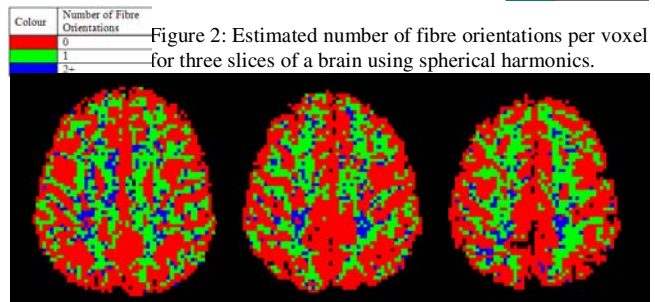 Colour Number of Fibre Orientations
0
1
2+
Figure 2: Estimated number of fibre orientations per voxel
for three slices of a brain using spherical harmonics.